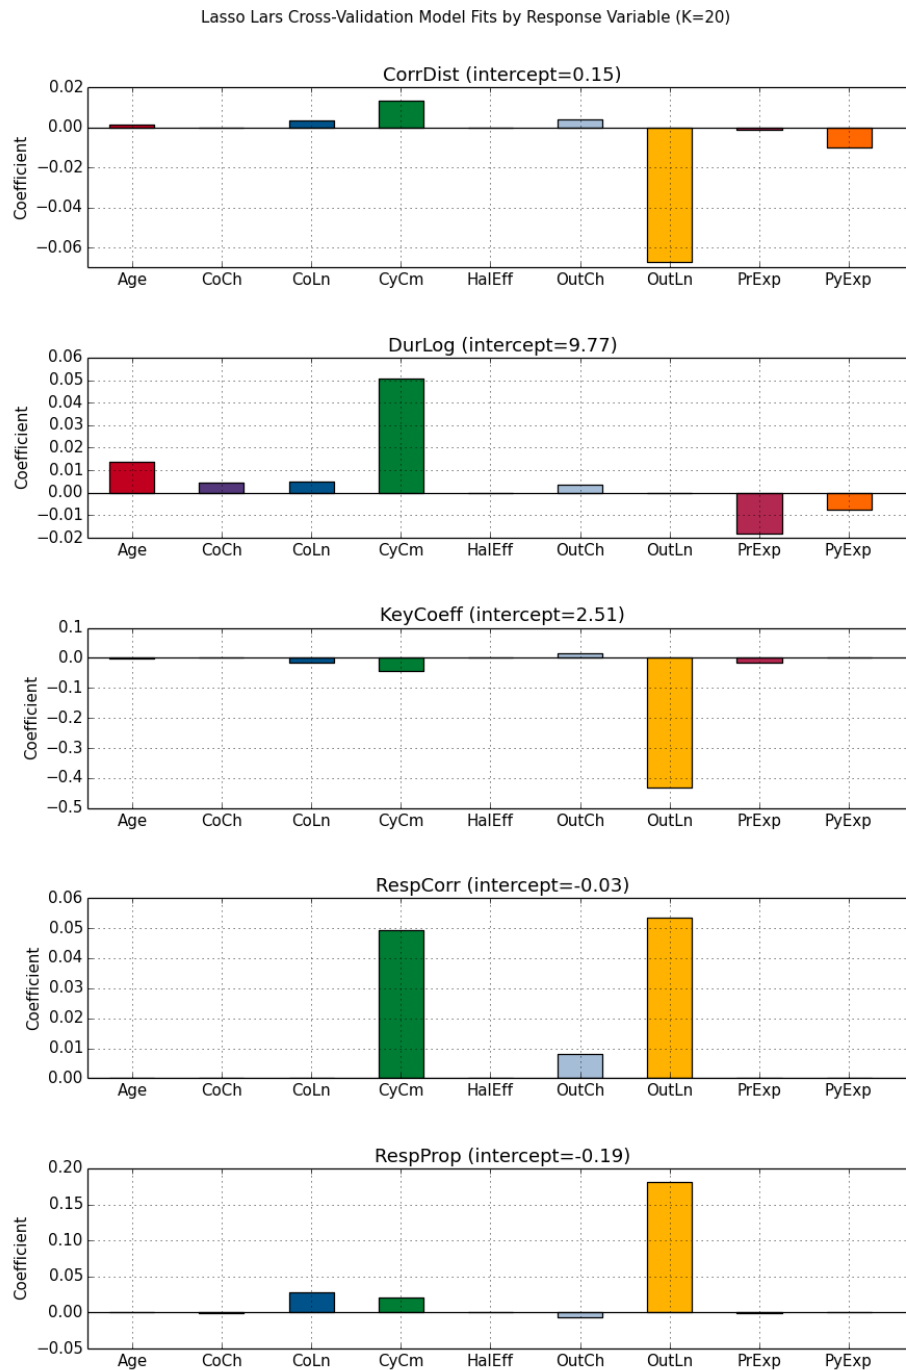 Lasso Lars Cross-Validation Model Fits by Response Variable (K=20)
CorrDist (intercept=0.15)
Coefficient
0.02
0.00
−0.02
−0.04
−0.06
Age CoCh CoLn CyCm HalEff OutCh OutLn PrExp PyExp
DurLog (intercept=9.77)
Coefficient
0.06
0.05
0.04
0.03
0.02
0.01
0.00
−0.01
−0.02
Age CoCh CoLn CyCm HalEff OutCh OutLn PrExp PyExp
KeyCoeff (intercept=2.51)
Coefficient
0.1
0.0
−0.1
−0.2
−0.3
−0.4
−0.5
Age CoCh CoLn CyCm HalEff OutCh OutLn PrExp PyExp
RespCorr (intercept=-0.03)
Coefficient
0.06
0.05
0.04
0.03
0.02
0.01
0.00
Age CoCh CoLn CyCm HalEff OutCh OutLn PrExp PyExp
RespProp (intercept=-0.19)
Coefficient
0.20
0.15
0.10
0.05
0.00
−0.05
Age CoCh CoLn CyCm HalEff OutCh OutLn PrExp PyExp